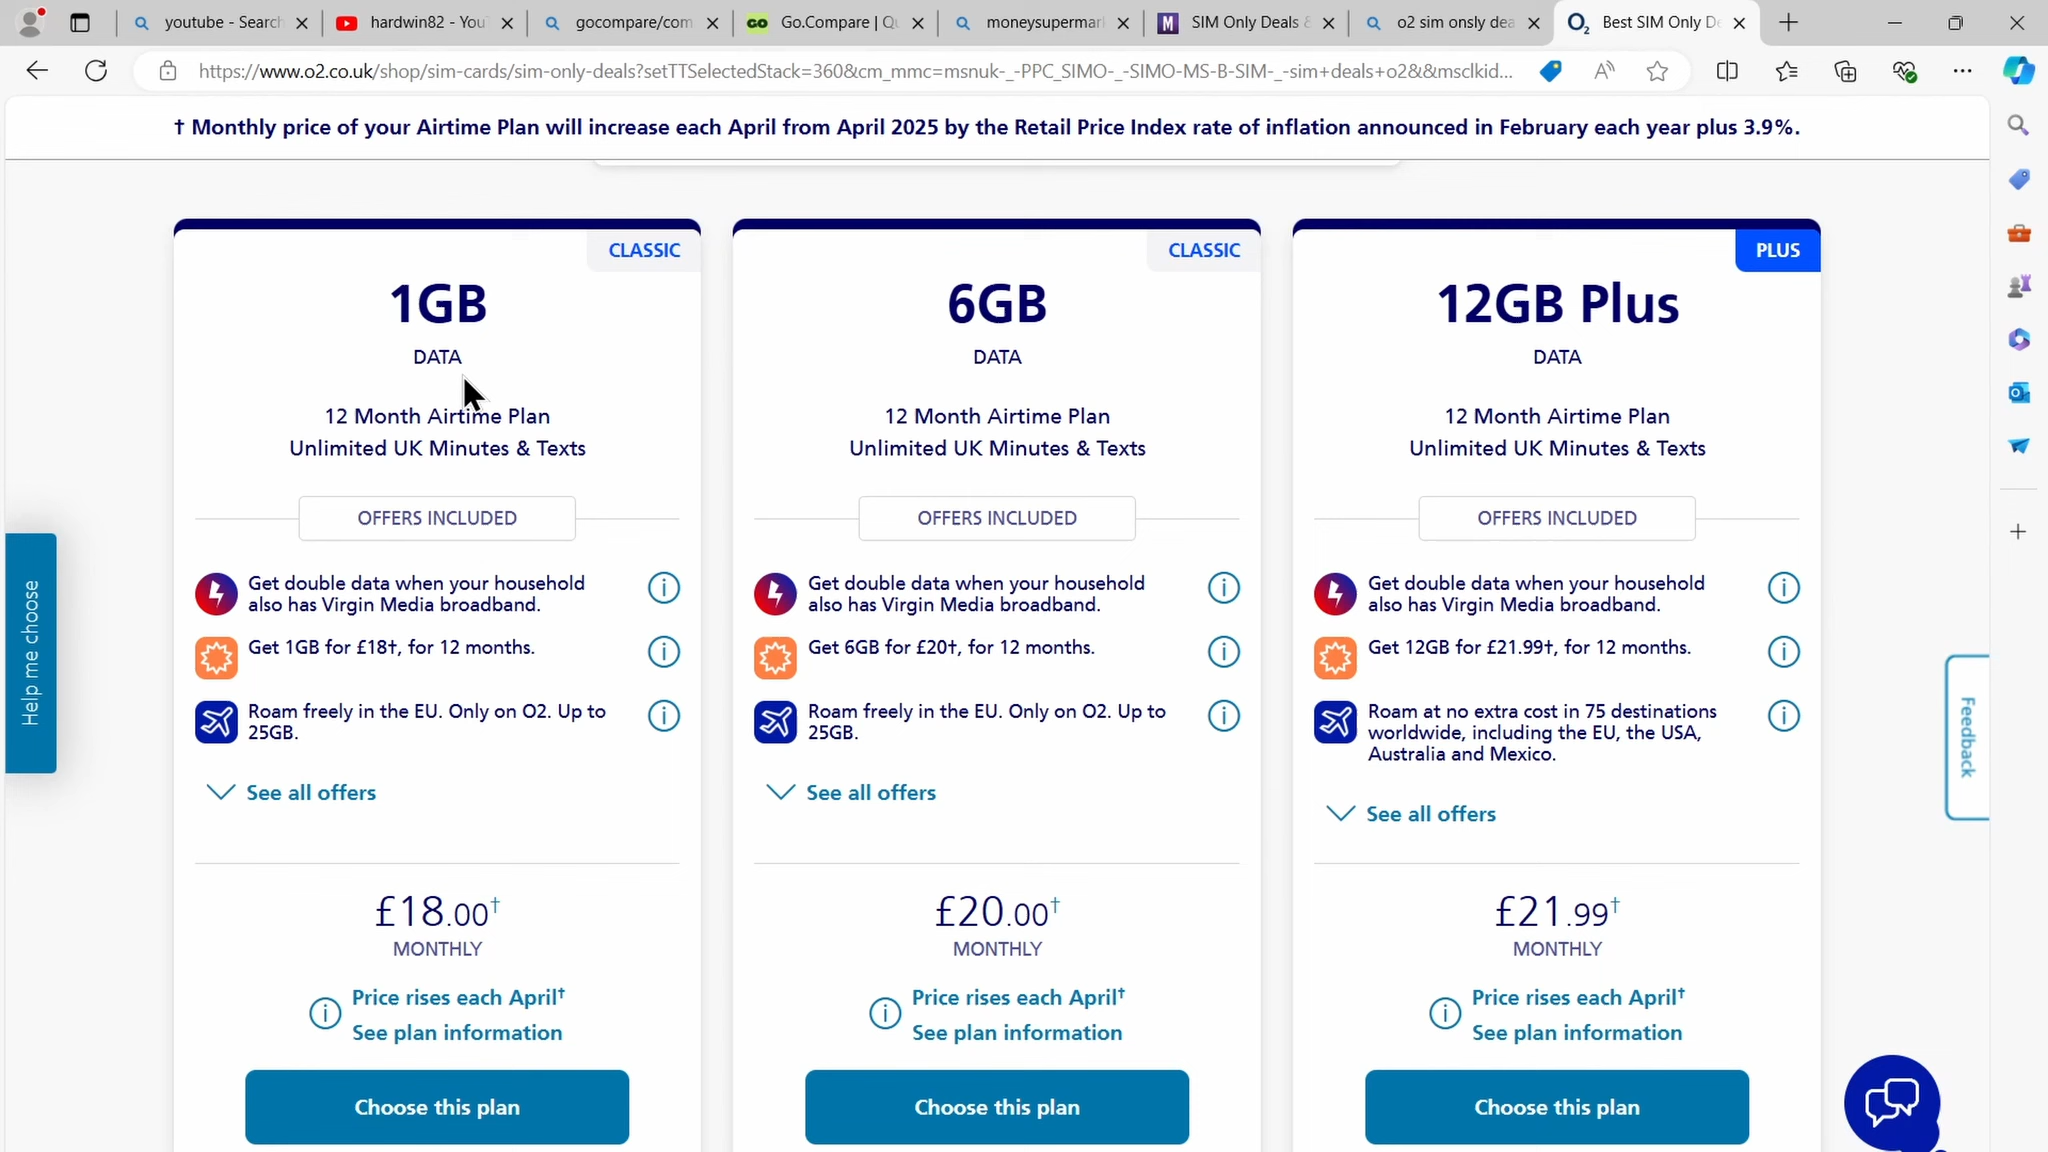 youtube - Search
hardwin82 - You
gocompare/com
Go.Compare | Q
moneysupermar
SIM Only Deals &
o2 sim onsly dea
Best SIM Only D
https://www.o2.co.uk/shop/sim-cards/sim-only-deals?setTTSelectedStack=360&cm_mmc=msnuk-_-PPC_SIMO-_-SIMO-MS-B-SIM-_-sim+deals+o2&&msclkid...
† Monthly price of your Airtime Plan will increase each April from April 2025 by the Retail Price Index rate of inflation announced in February each year plus 3.9%.
CLASSIC
1GB
DATA
12 Month Airtime Plan
Unlimited UK Minutes & Texts
OFFERS INCLUDED
Get double data when your household
also has Virgin Media broadband.
Get 1GB for £18†, for 12 months.
Roam freely in the EU. Only on O2. Up to
25GB.
See all offers
£18.00†
MONTHLY
Price rises each April†
See plan information
Choose this plan
CLASSIC
6GB
DATA
12 Month Airtime Plan
Unlimited UK Minutes & Texts
OFFERS INCLUDED
Get double data when your household
also has Virgin Media broadband.
Get 6GB for £20†, for 12 months.
Roam freely in the EU. Only on O2. Up to
25GB.
See all offers
£20.00†
MONTHLY
Price rises each April†
See plan information
Choose this plan
PLUS
12GB Plus
DATA
12 Month Airtime Plan
Unlimited UK Minutes & Texts
OFFERS INCLUDED
Get double data when your household
also has Virgin Media broadband.
Get 12GB for £21.99†, for 12 months.
Roam at no extra cost in 75 destinations
worldwide, including the EU, the USA,
Australia and Mexico.
See all offers
£21.99†
MONTHLY
Price rises each April†
See plan information
Choose this plan
Help me choose
Feedback